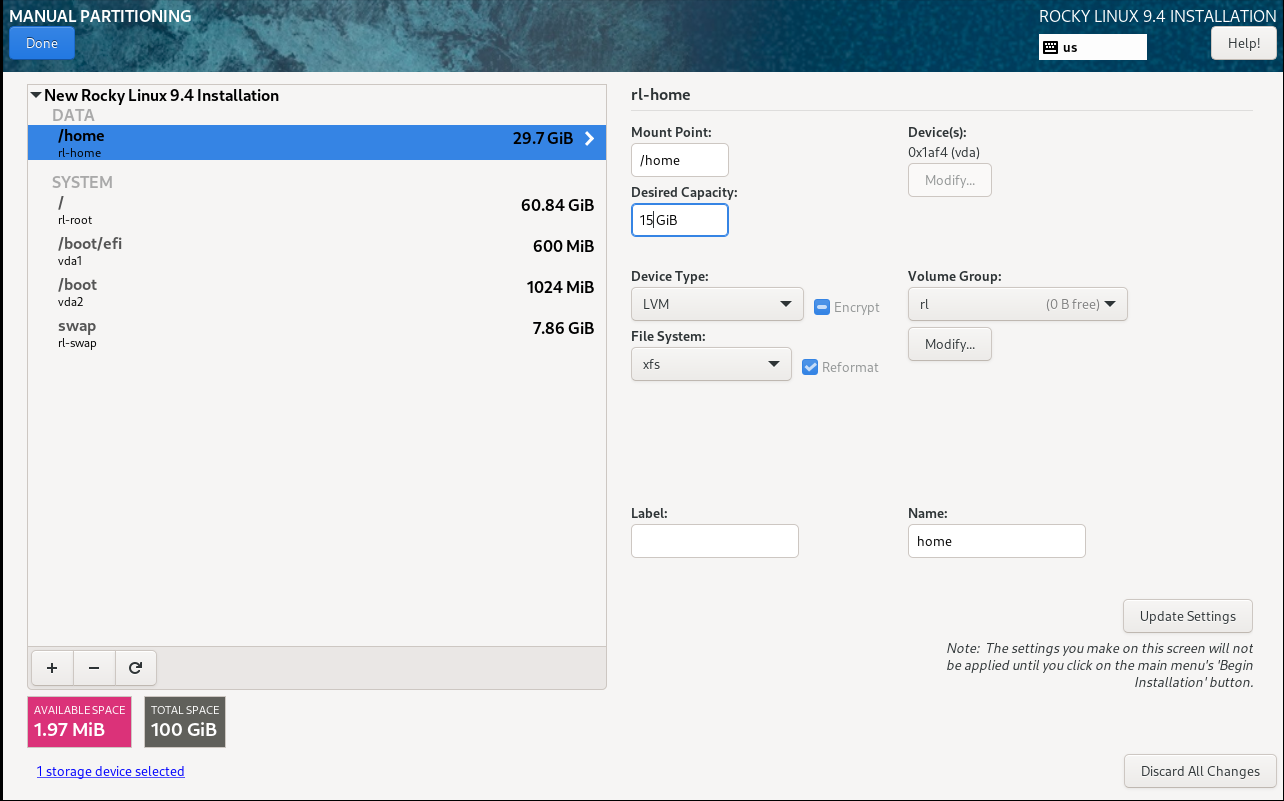 MANUAL PARTITIONING
ROCKY LINUX 9.4 INSTALLATION
Done
us
Help!
New Rocky Linux 9.4 Installation
DATA
/home
29.7 GiB
rl-home
SYSTEM
/
60.84 GiB
rl-root
/boot/efi
600 MiB
vda1
/boot
1024 MiB
vda2
swap
7.86 GiB
rl-swap
+ −
AVAILABLE SPACE
1.97 MiB
TOTAL SPACE
100 GiB
1 storage device selected
rl-home
Mount Point:
/home
Device(s):
0x1af4 (vda)
Modify...
Desired Capacity:
15 GiB
Device Type:
LVM
Encrypt
Volume Group:
rl (0 B free)
Modify...
File System:
xfs
Reformat
Label:
Name:
home
Update Settings
Note: The settings you make on this screen will not
be applied until you click on the main menu's 'Begin
Installation' button.
Discard All Changes